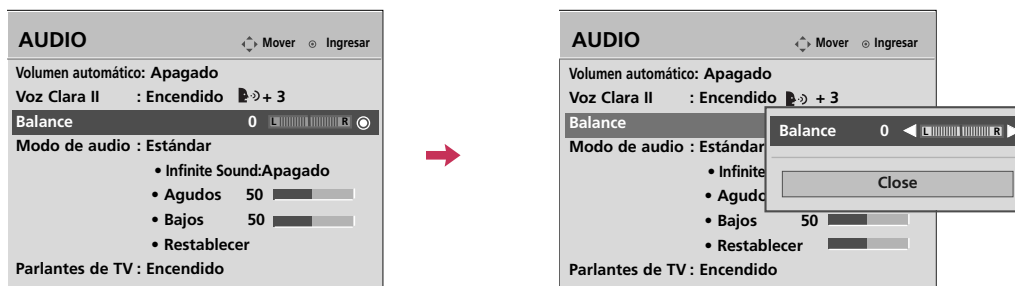 AUDIO Mover Ingresar
Volumen automático: Apagado
Voz Clara II : Encendido + 3
Balance 0 L R
Modo de audio : Estándar
• Infinite Sound:Apagado
• Agudos 50
• Bajos 50
• Restablecer
Parlantes de TV : Encendido
AUDIO Mover Ingresar
Volumen automático: Apagado
Voz Clara II : Encendido + 3
Balance
Modo de audio : Estándar
• Infinite
• Agudo
• Bajos 50
• Restablecer
Parlantes de TV : Encendido
Balance 0 L R
Close